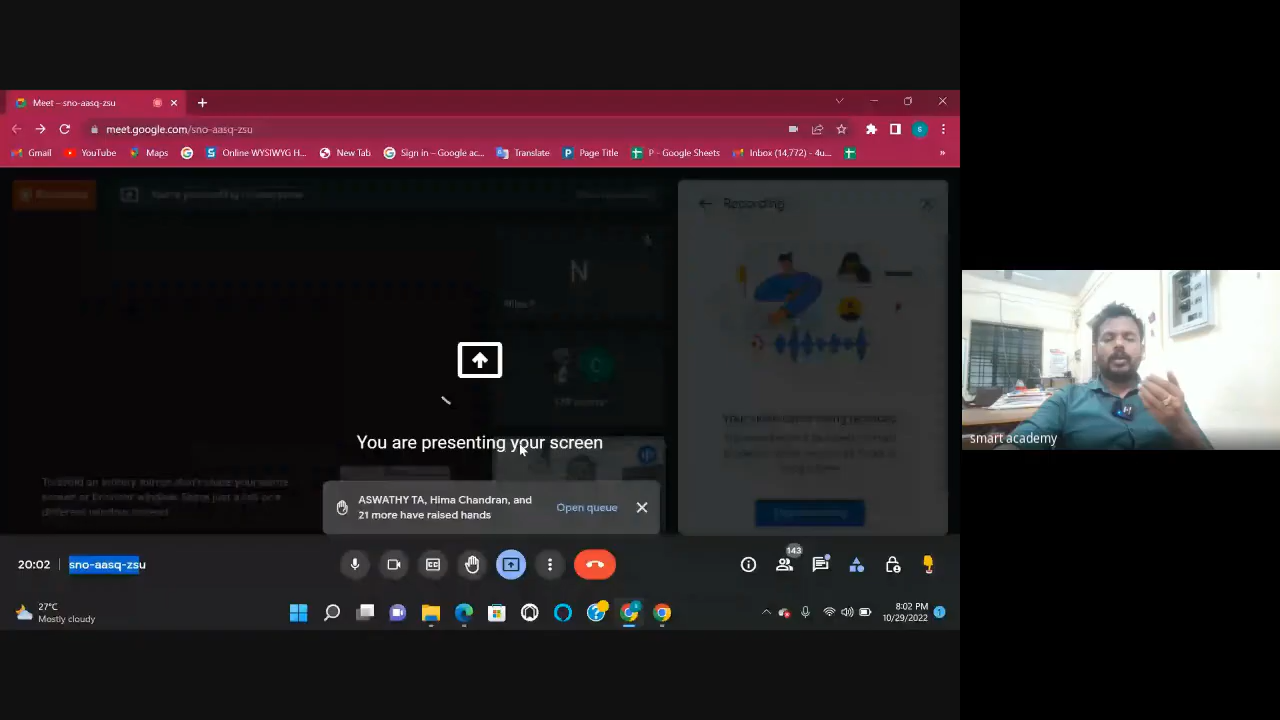 Meet – sno-aasq-zsu
meet.google.com/sno-aasq-zsu
Gmail
YouTube
Maps
Online WYSIWYG H...
New Tab
Sign in – Google ac...
Translate
Page Title
P - Google Sheets
Inbox (14,772) - 4u...
»
Recording
N
C
You are presenting your screen
ASWATHY TA, Hima Chandran, and
21 more have raised hands
Open queue
20:02
sno-aasq-zsu
143
27°C
Mostly cloudy
8:02 PM
10/29/2022
1
smart academy